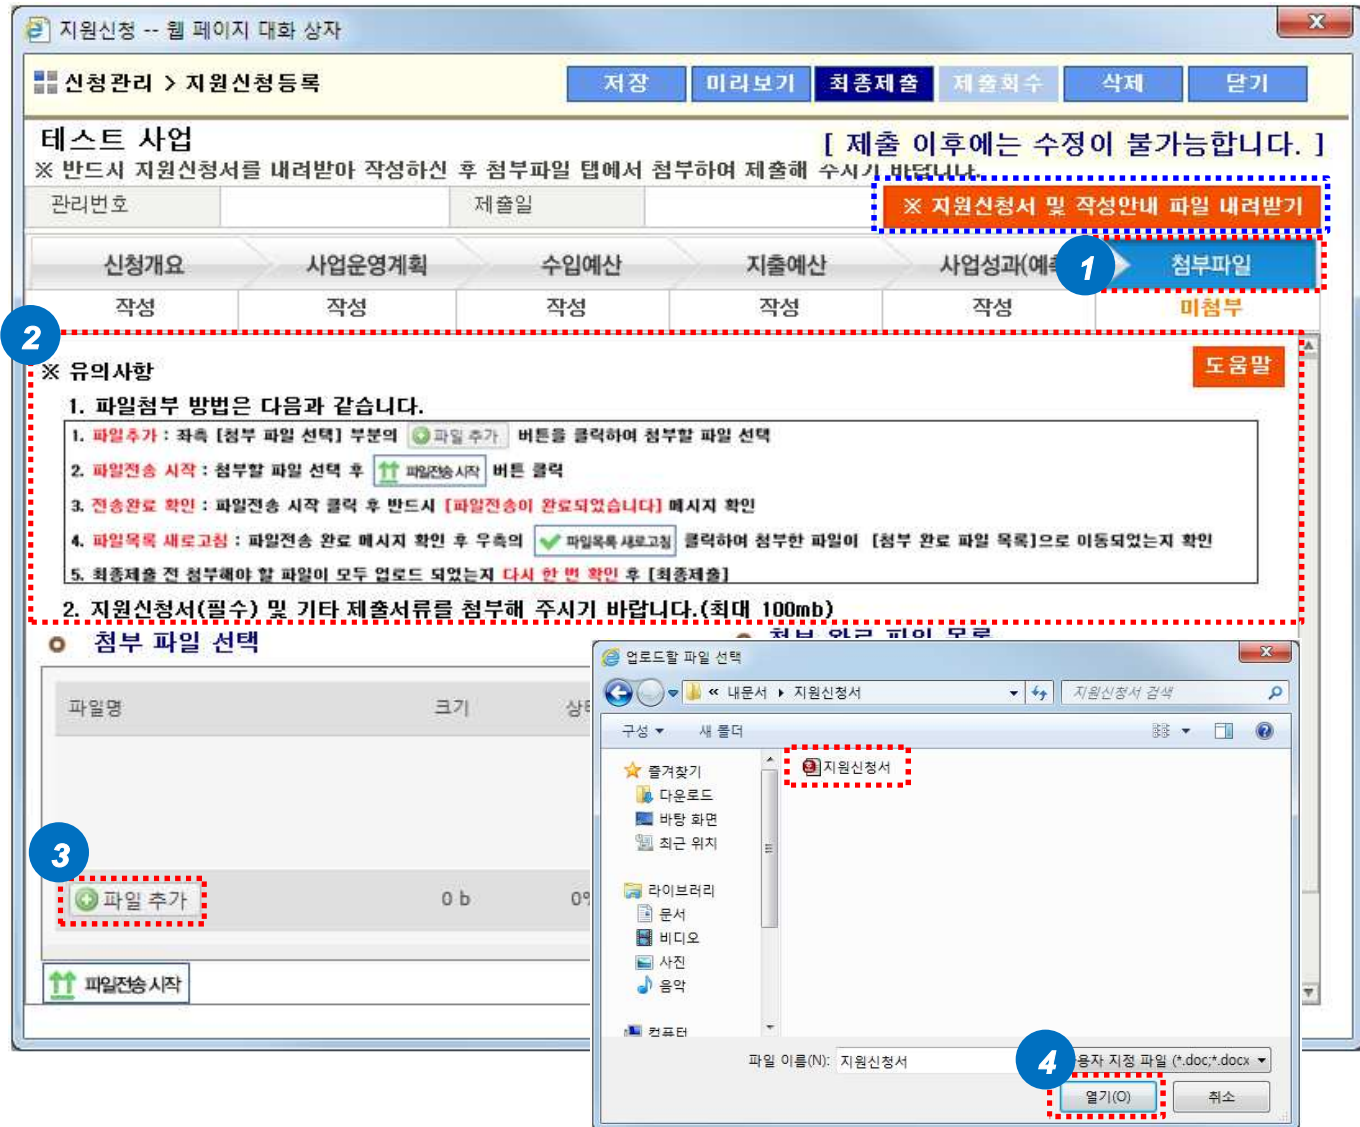 지원신청 -- 웹 페이지 대화 상자
신청관리 > 지원신청등록
저장 미리보기 최종제출 제출회수 삭제 닫기
테스트 사업
[ 제출 이후에는 수정이 불가능합니다. ]
※ 반드시 지원신청서를 내려받아 작성하신 후 첨부파일 탭에서 첨부하여 제출해 주시기 바랍니다.
관리번호 제출일 ※ 지원신청서 및 작성안내 파일 내려받기
신청개요 사업운영계획 수입예산 지출예산 사업성과(예측 1 첨부파일
작성 작성 작성 작성 작성 미첨부
2
※ 유의사항 도움말
1. 파일첨부 방법은 다음과 같습니다.
1. 파일추가 : 좌측 [첨부 파일 선택] 부분의 파일 추가 버튼을 클릭하여 첨부할 파일 선택
2. 파일전송 시작 : 첨부할 파일 선택 후 파일전송 시작 버튼 클릭
3. 전송완료 확인 : 파일전송 시작 클릭 후 반드시 [파일전송이 완료되었습니다] 메시지 확인
4. 파일목록 새로고침 : 파일전송 완료 메시지 확인 후 우측의 파일목록 새로고침 클릭하여 첨부한 파일이 [첨부 완료 파일 목록]으로 이동되었는지 확인
5. 최종제출 전 첨부해야 할 파일이 모두 업로드 되었는지 다시 한 번 확인 후 [최종제출]
2. 지원신청서(필수) 및 기타 제출서류를 첨부해 주시기 바랍니다.(최대 100mb)
첨부 파일 선택 첨부 완료 파일 목록
파일명 크기
3
파일 추가 0 b 0%
파일전송 시작
업로드할 파일 선택
« 내문서 ▸ 지원신청서 지원신청서 검색
구성 ▼ 새 폴더
즐겨찾기 지원신청서
다운로드
바탕 화면
최근 위치
라이브러리
문서
비디오
사진
음악
컴퓨터
파일 이름(N): 지원신청서 4 용자 지정 파일 (*.doc;*.docx
열기(O) 취소